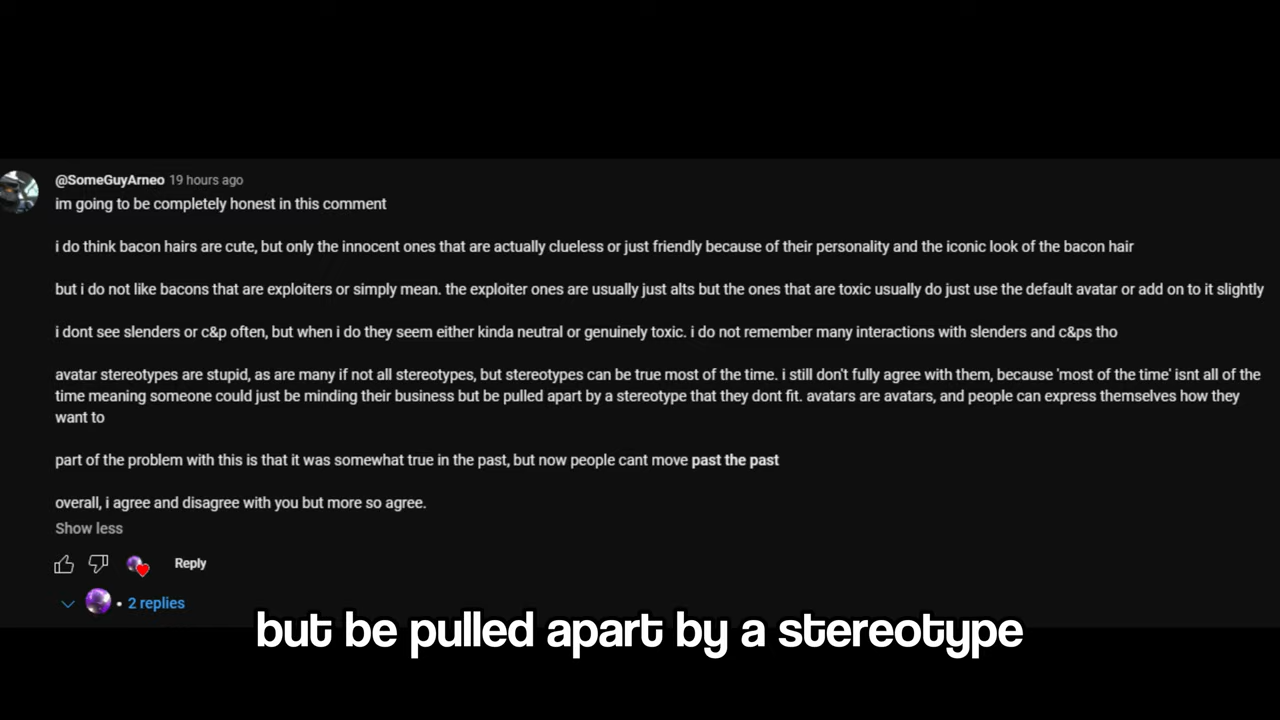 @SomeGuyArneo 19 hours ago
im going to be completely honest in this comment
i do think bacon hairs are cute, but only the innocent ones that are actually clueless or just friendly because of their personality and the iconic look of the bacon hair
but i do not like bacons that are exploiters or simply mean. the exploiter ones are usually just alts but the ones that are toxic usually do just use the default avatar or add on to it slightly
i dont see slenders or c&p often, but when i do they seem either kinda neutral or genuinely toxic. i do not remember many interactions with slenders and c&ps tho
avatar stereotypes are stupid, as are many if not all stereotypes, but stereotypes can be true most of the time. i still don't fully agree with them, because 'most of the time' isnt all of the
time meaning someone could just be minding their business but be pulled apart by a stereotype that they dont fit. avatars are avatars, and people can express themselves how they
want to
part of the problem with this is that it was somewhat true in the past, but now people cant move past the past
overall, i agree and disagree with you but more so agree.
Show less
Reply
• 2 replies
but be pulled apart by a stereotype